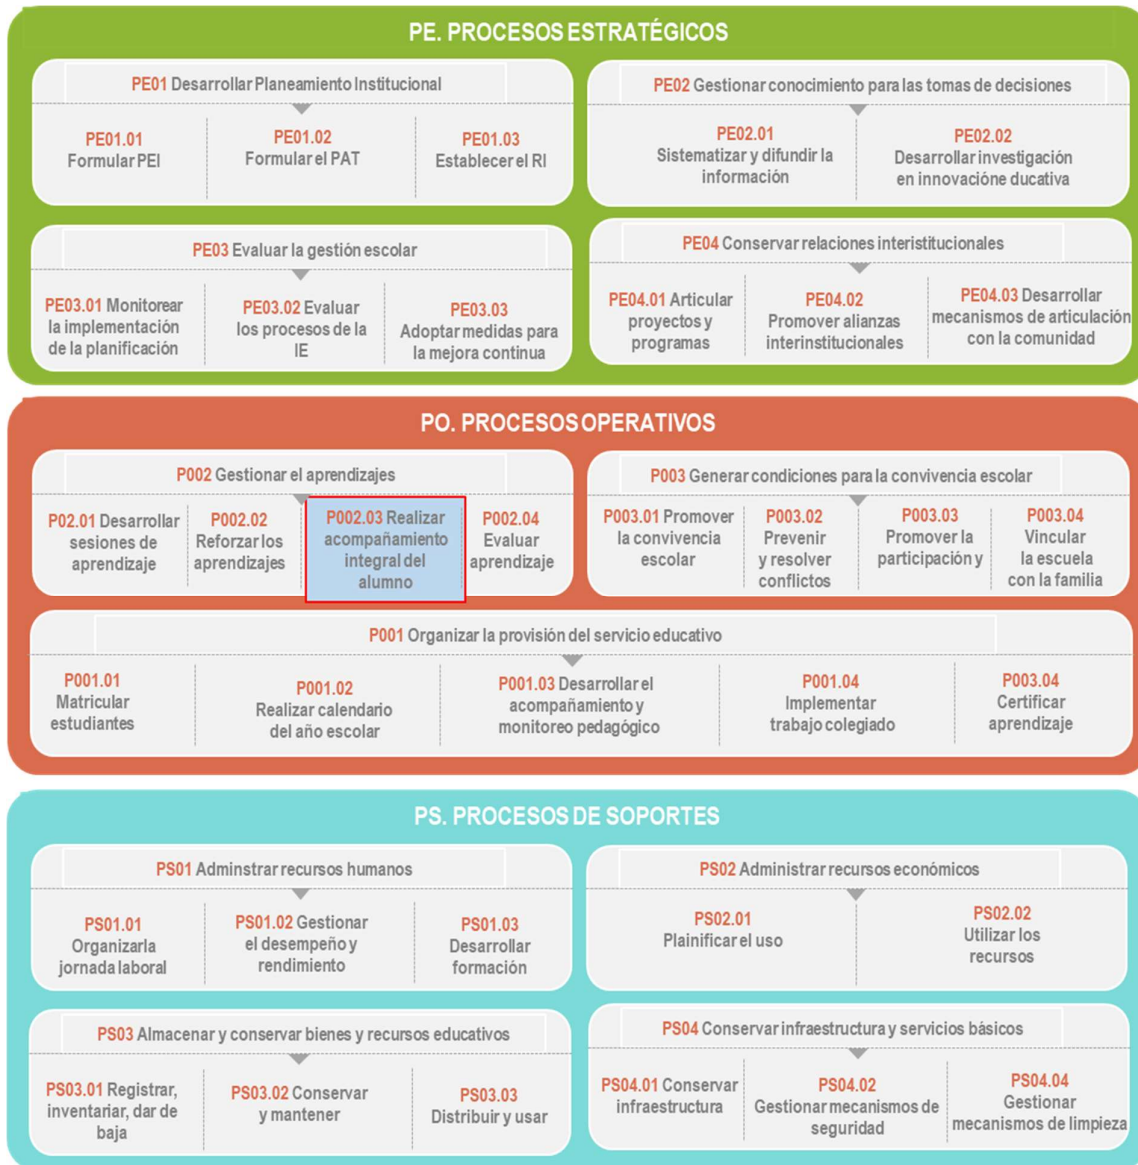 PE. PROCESOS ESTRATÉGICOS
PE01 Desarrollar Planeamiento Institucional
PE01.01
Formular PEI
PE01.02
Formular el PAT
PE01.03
Establecer el RI
PE02 Gestionar conocimiento para las tomas de decisiones
PE02.01
Sistematizar y difundir la
información
PE02.02
Desarrollar investigación
en innovacióne ducativa
PE03 Evaluar la gestión escolar
PE03.01 Monitorear
la implementación
de la planificación
PE03.02 Evaluar
los procesos de la
IE
PE03.03
Adoptar medidas para
la mejora continua
PE04 Conservar relaciones interistitucionales
PE04.01 Articular
proyectos y
programas
PE04.02
Promover alianzas
interinstitucionales
PE04.03 Desarrollar
mecanismos de articulación
con la comunidad
PO. PROCESOS OPERATIVOS
P002 Gestionar el aprendizajes
P02.01 Desarrollar
sesiones de
aprendizaje
P002.02
Reforzar los
aprendizajes
P002.03 Realizar
acompañamiento
integral del
alumno
P002.04
Evaluar
aprendizaje
P003 Generar condiciones para la convivencia escolar
P003.01 Promover
la convivencia
escolar
P003.02
Prevenir
y resolver
conflictos
P003.03
Promover la
participación y
P003.04
Vincular
la escuela
con la familia
P001 Organizar la provisión del servicio educativo
P001.01
Matricular
estudiantes
P001.02
Realizar calendario
del año escolar
P001.03 Desarrollar el
acompañamiento y
monitoreo pedagógico
P001.04
Implementar
trabajo colegiado
P003.04
Certificar
aprendizaje
PS. PROCESOS DE SOPORTES
PS01 Adminstrar recursos humanos
PS01.01
Organizarla
jornada laboral
PS01.02 Gestionar
el desempeño y
rendimiento
PS01.03
Desarrollar
formación
PS02 Administrar recursos económicos
PS02.01
Plainificar el uso
PS02.02
Utilizar los
recursos
PS03 Almacenar y conservar bienes y recursos educativos
PS03.01 Registrar,
inventariar, dar de
baja
PS03.02 Conservar
y mantener
PS03.03
Distribuir y usar
PS04 Conservar infraestructura y servicios básicos
PS04.01 Conservar
infraestructura
PS04.02
Gestionar mecanismos de
seguridad
PS04.04
Gestionar
mecanismos de limpieza